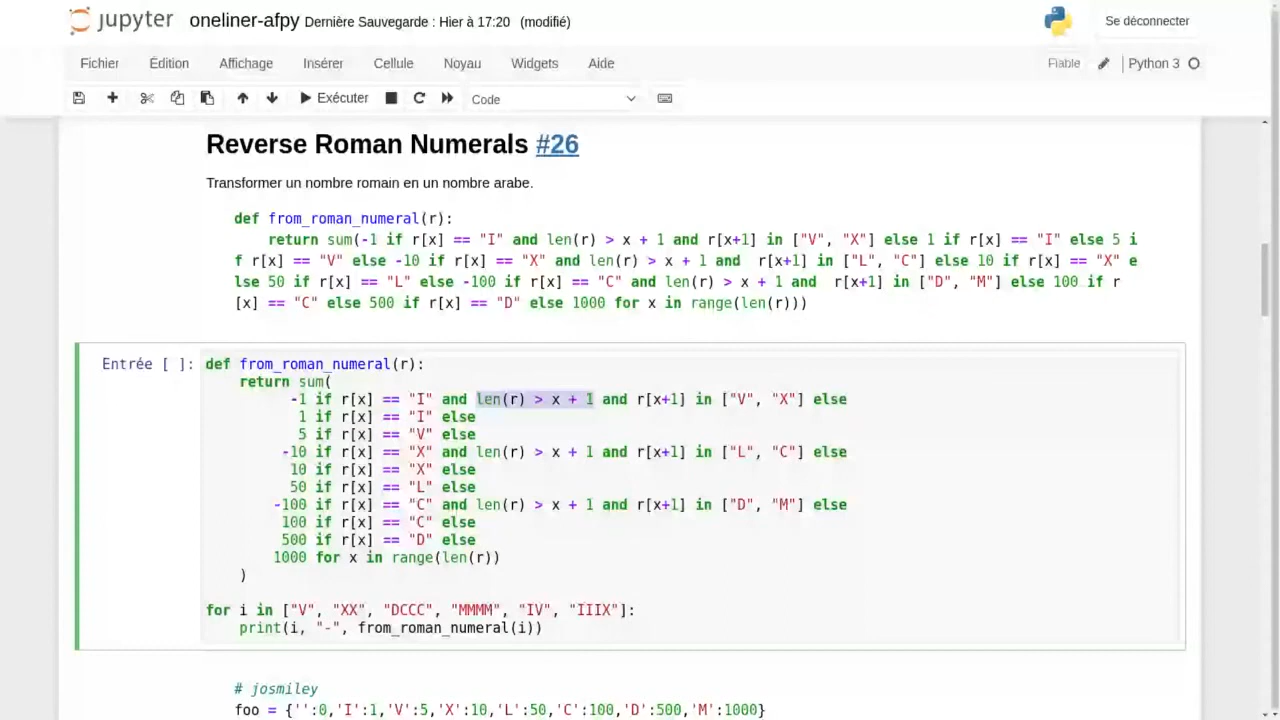 jupyter oneliner-afpy Dernière Sauvegarde : Hier à 17:20 (modifié) Se déconnecter
Fichier Édition Affichage Insérer Cellule Noyau Widgets Aide Fiable Python 3
Exécuter Code
Reverse Roman Numerals #26
Transformer un nombre romain en un nombre arabe.
def from_roman_numeral(r):
    return sum(-1 if r[x] == "I" and len(r) > x + 1 and r[x+1] in ["V", "X"] else 1 if r[x] == "I" else 5 i
f r[x] == "V" else -10 if r[x] == "X" and len(r) > x + 1 and  r[x+1] in ["L", "C"] else 10 if r[x] == "X" e
lse 50 if r[x] == "L" else -100 if r[x] == "C" and len(r) > x + 1 and  r[x+1] in ["D", "M"] else 100 if r
[x] == "C" else 500 if r[x] == "D" else 1000 for x in range(len(r)))
Entrée [ ]: def from_roman_numeral(r):
    return sum(
          -1 if r[x] == "I" and len(r) > x + 1 and r[x+1] in ["V", "X"] else
           1 if r[x] == "I" else
           5 if r[x] == "V" else
         -10 if r[x] == "X" and len(r) > x + 1 and r[x+1] in ["L", "C"] else
          10 if r[x] == "X" else
          50 if r[x] == "L" else
        -100 if r[x] == "C" and len(r) > x + 1 and r[x+1] in ["D", "M"] else
         100 if r[x] == "C" else
         500 if r[x] == "D" else
        1000 for x in range(len(r))
    )
for i in ["V", "XX", "DCCC", "MMMM", "IV", "IIIX"]:
    print(i, "-", from_roman_numeral(i))
# josmiley
foo = {'':0,'I':1,'V':5,'X':10,'L':50,'C':100,'D':500,'M':1000}